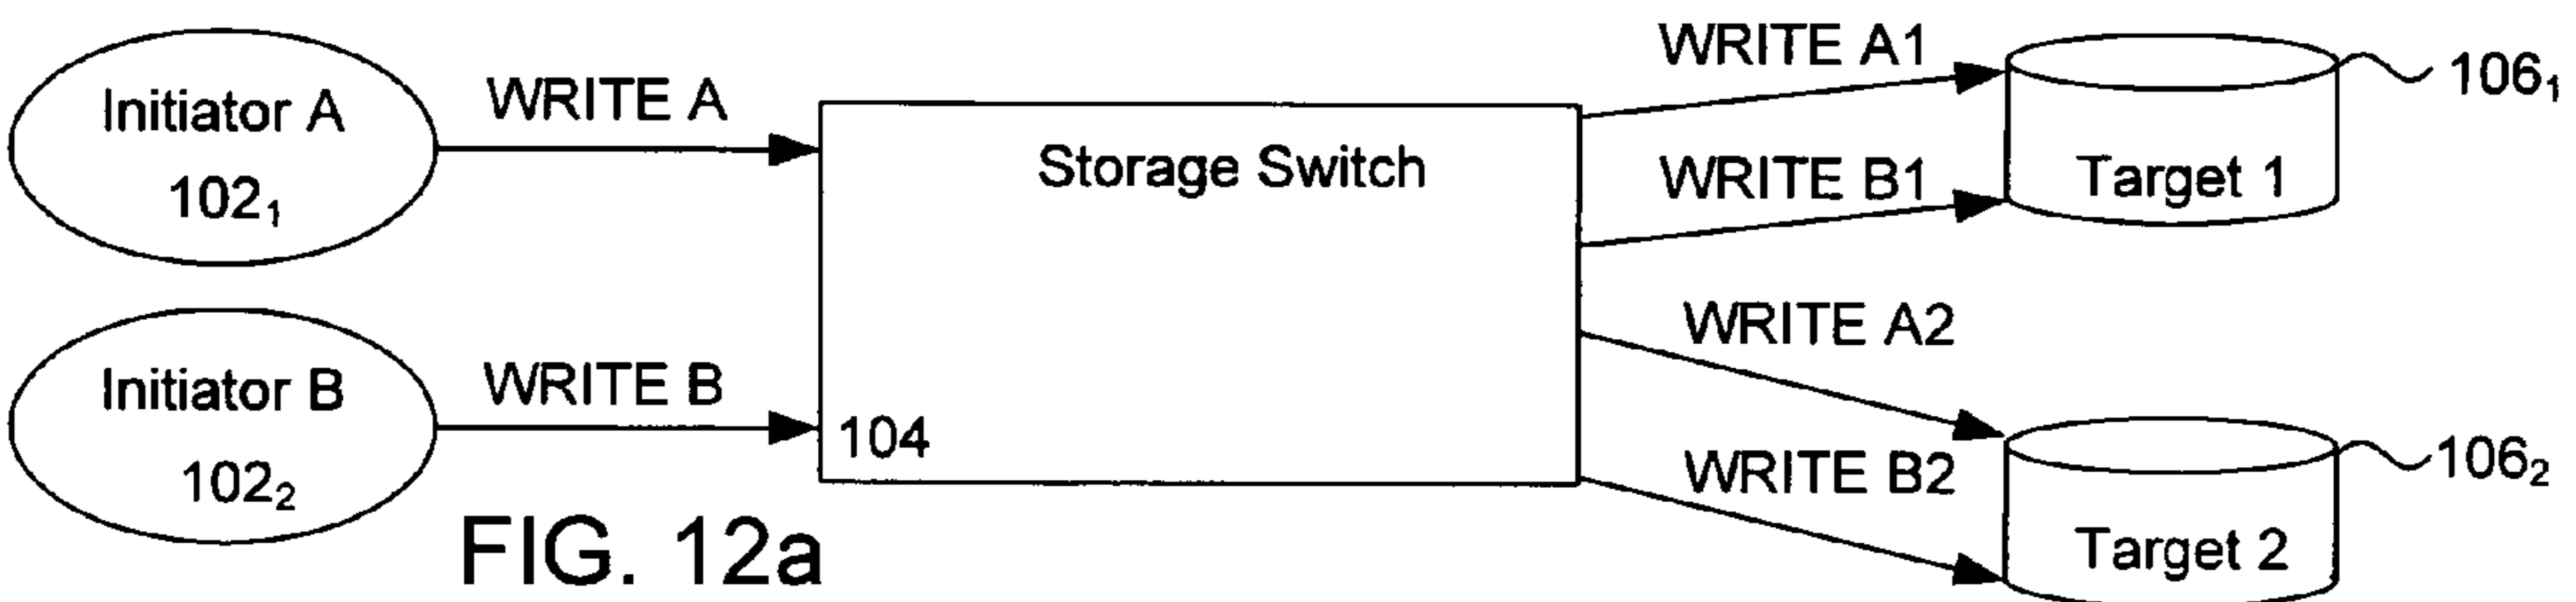 Initiator A
102₁
WRITE A
Initiator B
102₂
WRITE B
Storage Switch
104
WRITE A1
WRITE B1
WRITE A2
WRITE B2
Target 1
106₁
Target 2
106₂
FIG. 12a